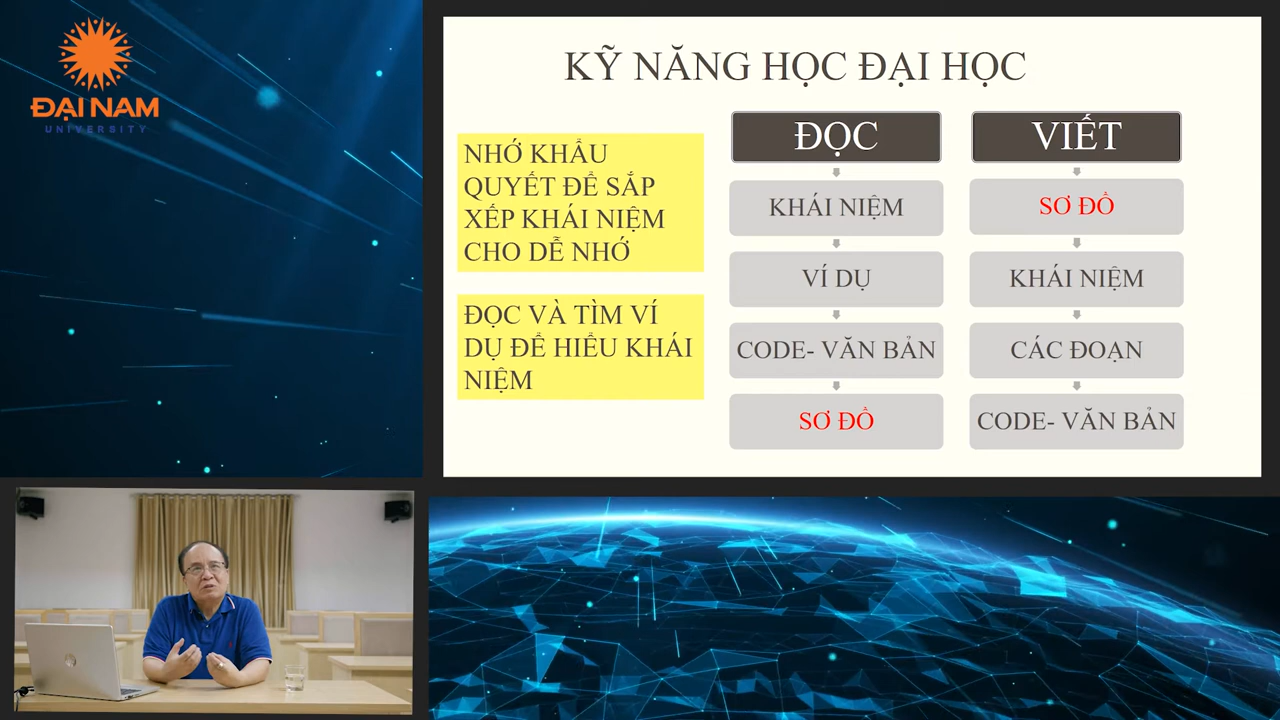 ĐẠI NAM
UNIVERSITY
KỸ NĂNG HỌC ĐẠI HỌC
NHỚ KHẨU
QUYẾT ĐỂ SẮP
XẾP KHÁI NIỆM
CHO DỄ NHỚ
ĐỌC VÀ TÌM VÍ
DỤ ĐỂ HIỂU KHÁI
NIỆM
ĐỌC
KHÁI NIỆM
VÍ DỤ
CODE- VĂN BẢN
SƠ ĐỒ
VIẾT
SƠ ĐỒ
KHÁI NIỆM
CÁC ĐOẠN
CODE- VĂN BẢN